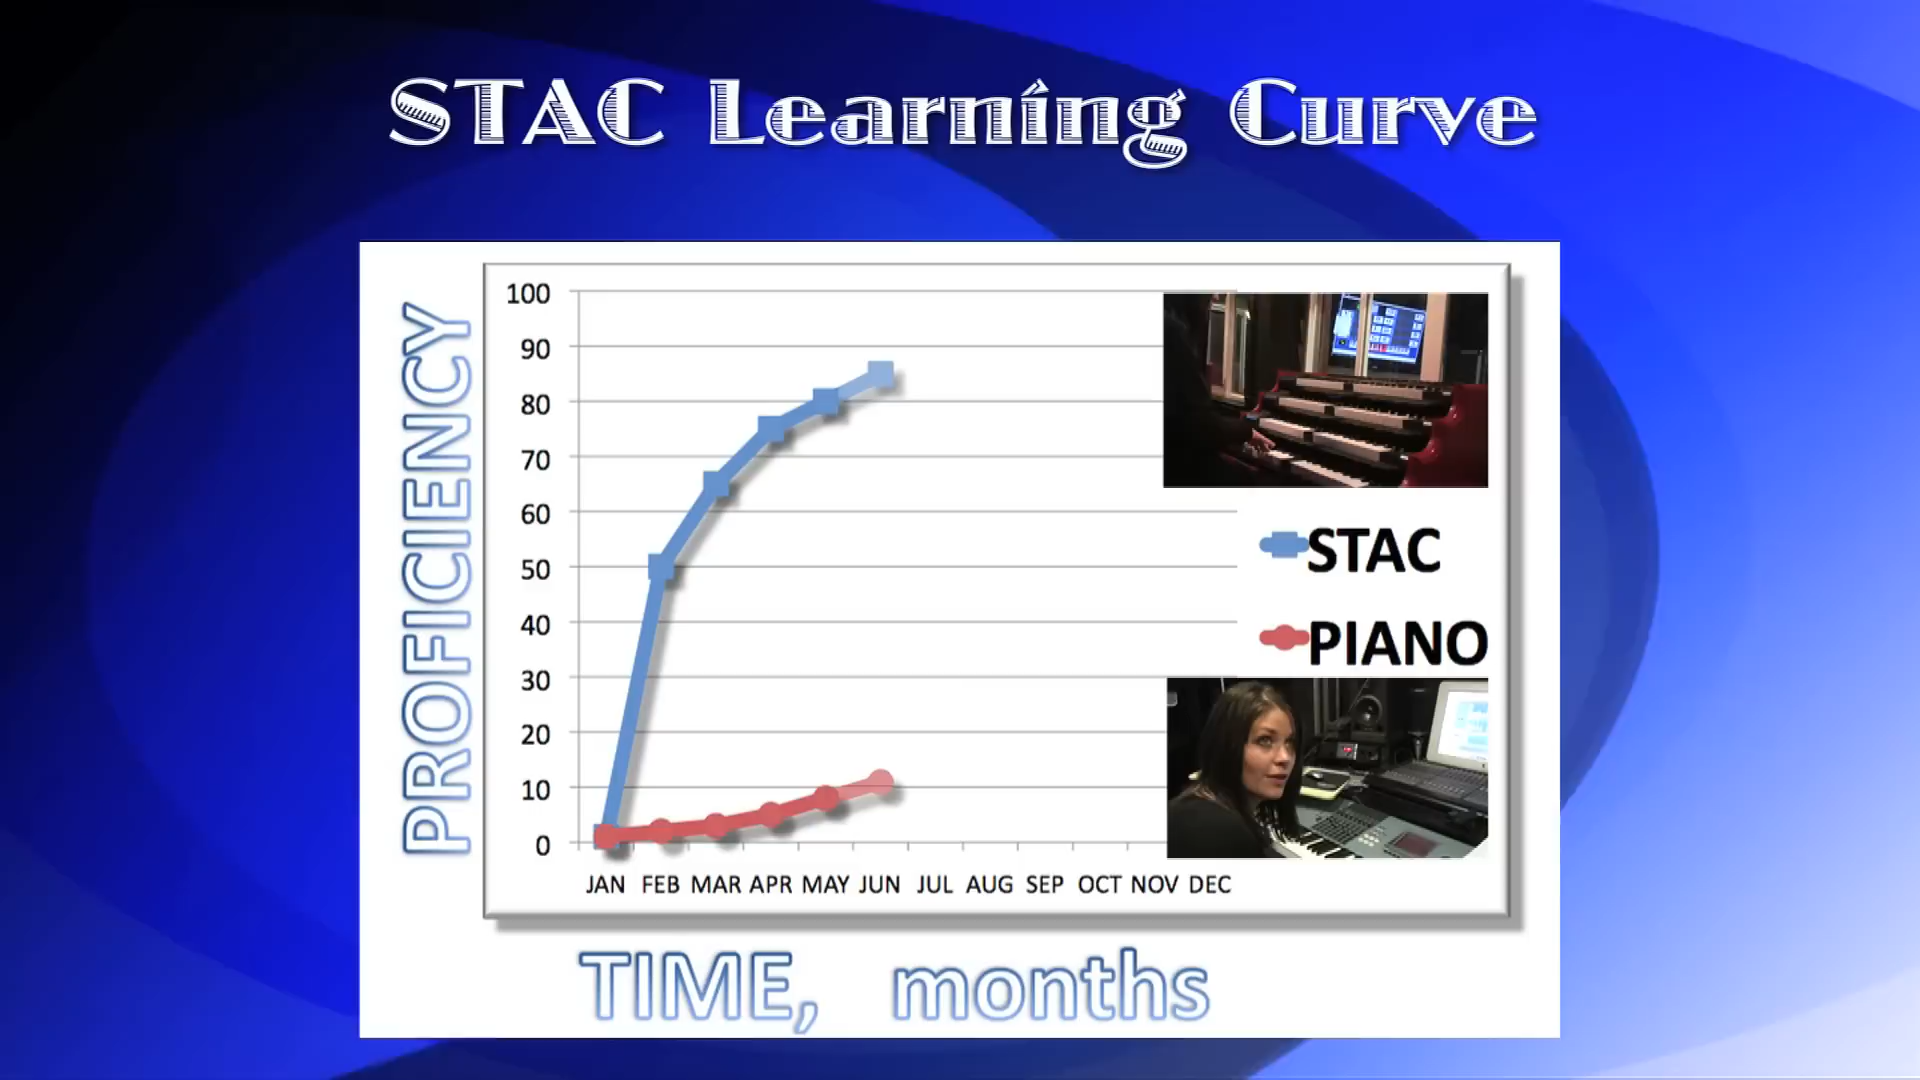 STAC Learning Curve
PROFICIENCY
100
90
80
70
60
50
40
30
20
10
0
JAN FEB MAR APR MAY JUN JUL AUG SEP OCT NOV DEC
STAC
PIANO
TIME, months